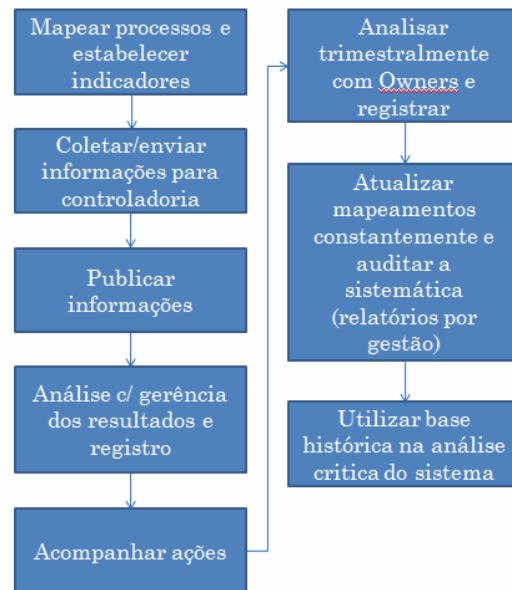 Mapear processos e
estabelecer
indicadores
Coletar/enviar
informações para
controladoria
Publicar
informações
Análise c/ gerência
dos resultados e
registro
Acompanhar ações
Analisar
trimestralmente
com Owners e
registrar
Atualizar
mapeamentos
constantemente e
auditar a
sistemática
(relatórios por
gestão)
Utilizar base
histórica na análise
critica do sistema